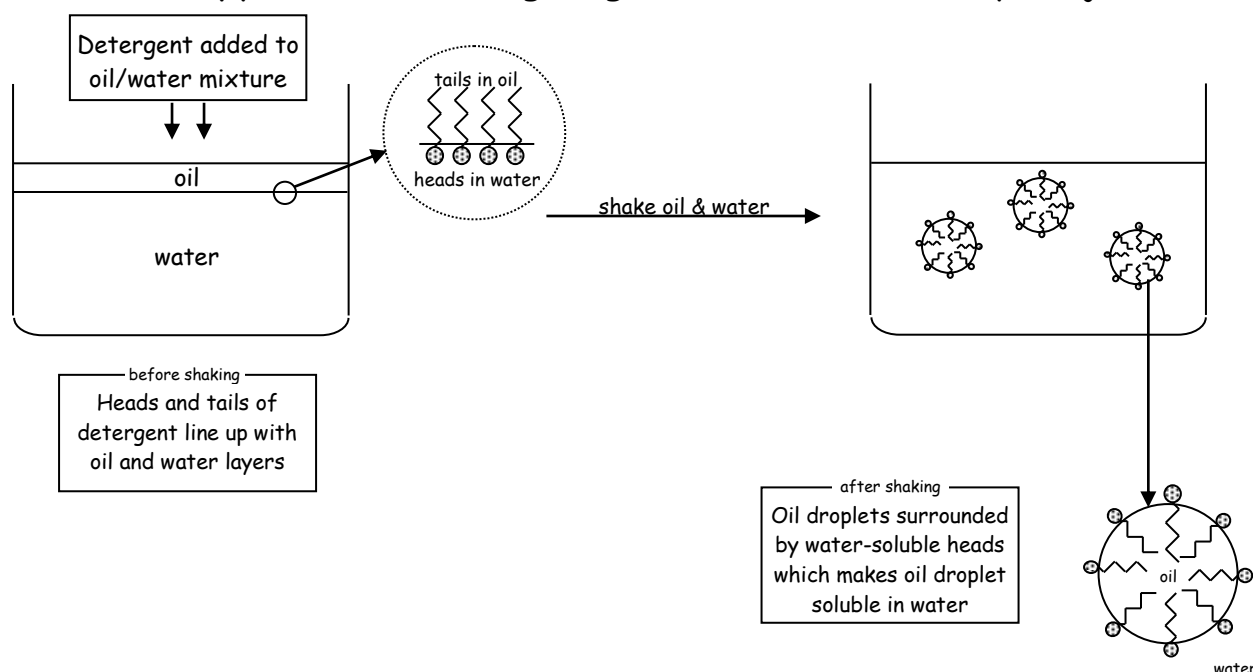 Detergent added to
oil/water mixture
tails in oil
heads in water
oil
water
shake oil & water
before shaking
Heads and tails of
detergent line up with
oil and water layers
after shaking
Oil droplets surrounded
by water-soluble heads
which makes oil droplet
soluble in water
oil
water